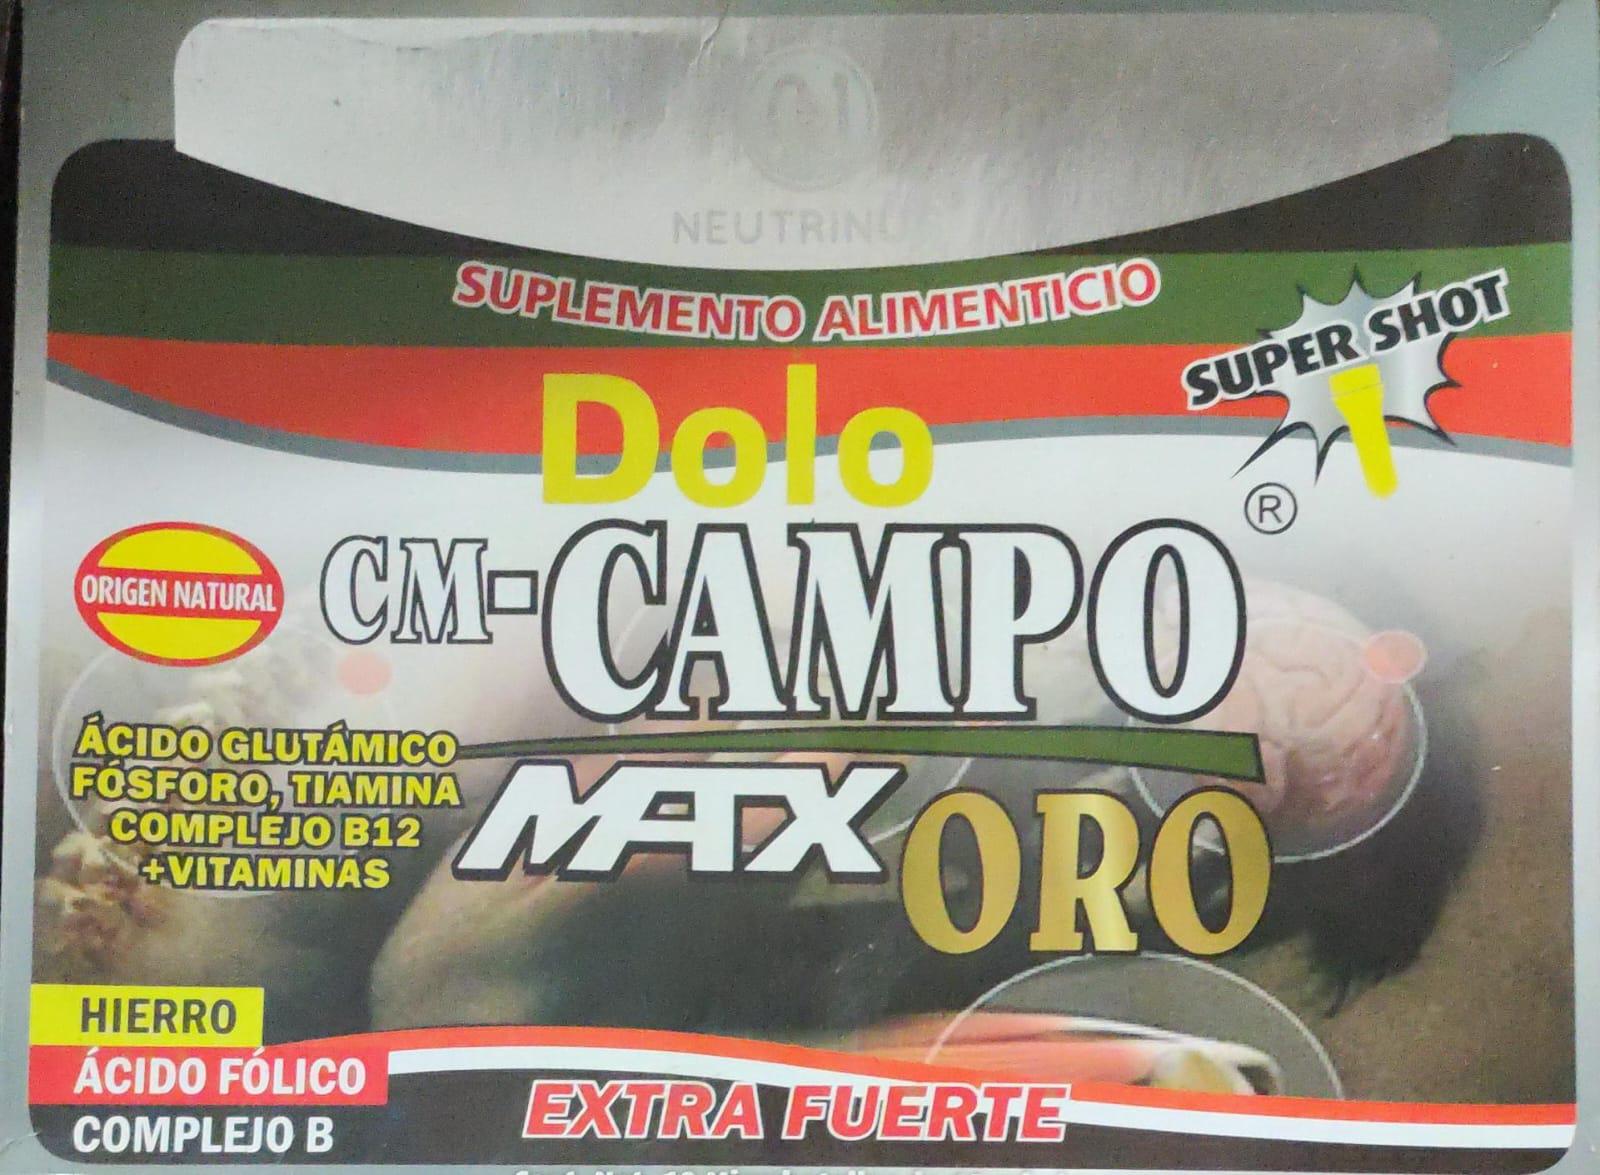 SUPLEMENTO ALIMENTICIO
SUPER SHOT
Dolo
ORIGEN NATURAL
CM-CAMPO®
ÁCIDO GLUTÁMICO
FÓSFORO, TIAMINA
COMPLEJO B12
+VITAMINAS
MAX ORO
HIERRO
ÁCIDO FÓLICO
COMPLEJO B
EXTRA FUERTE